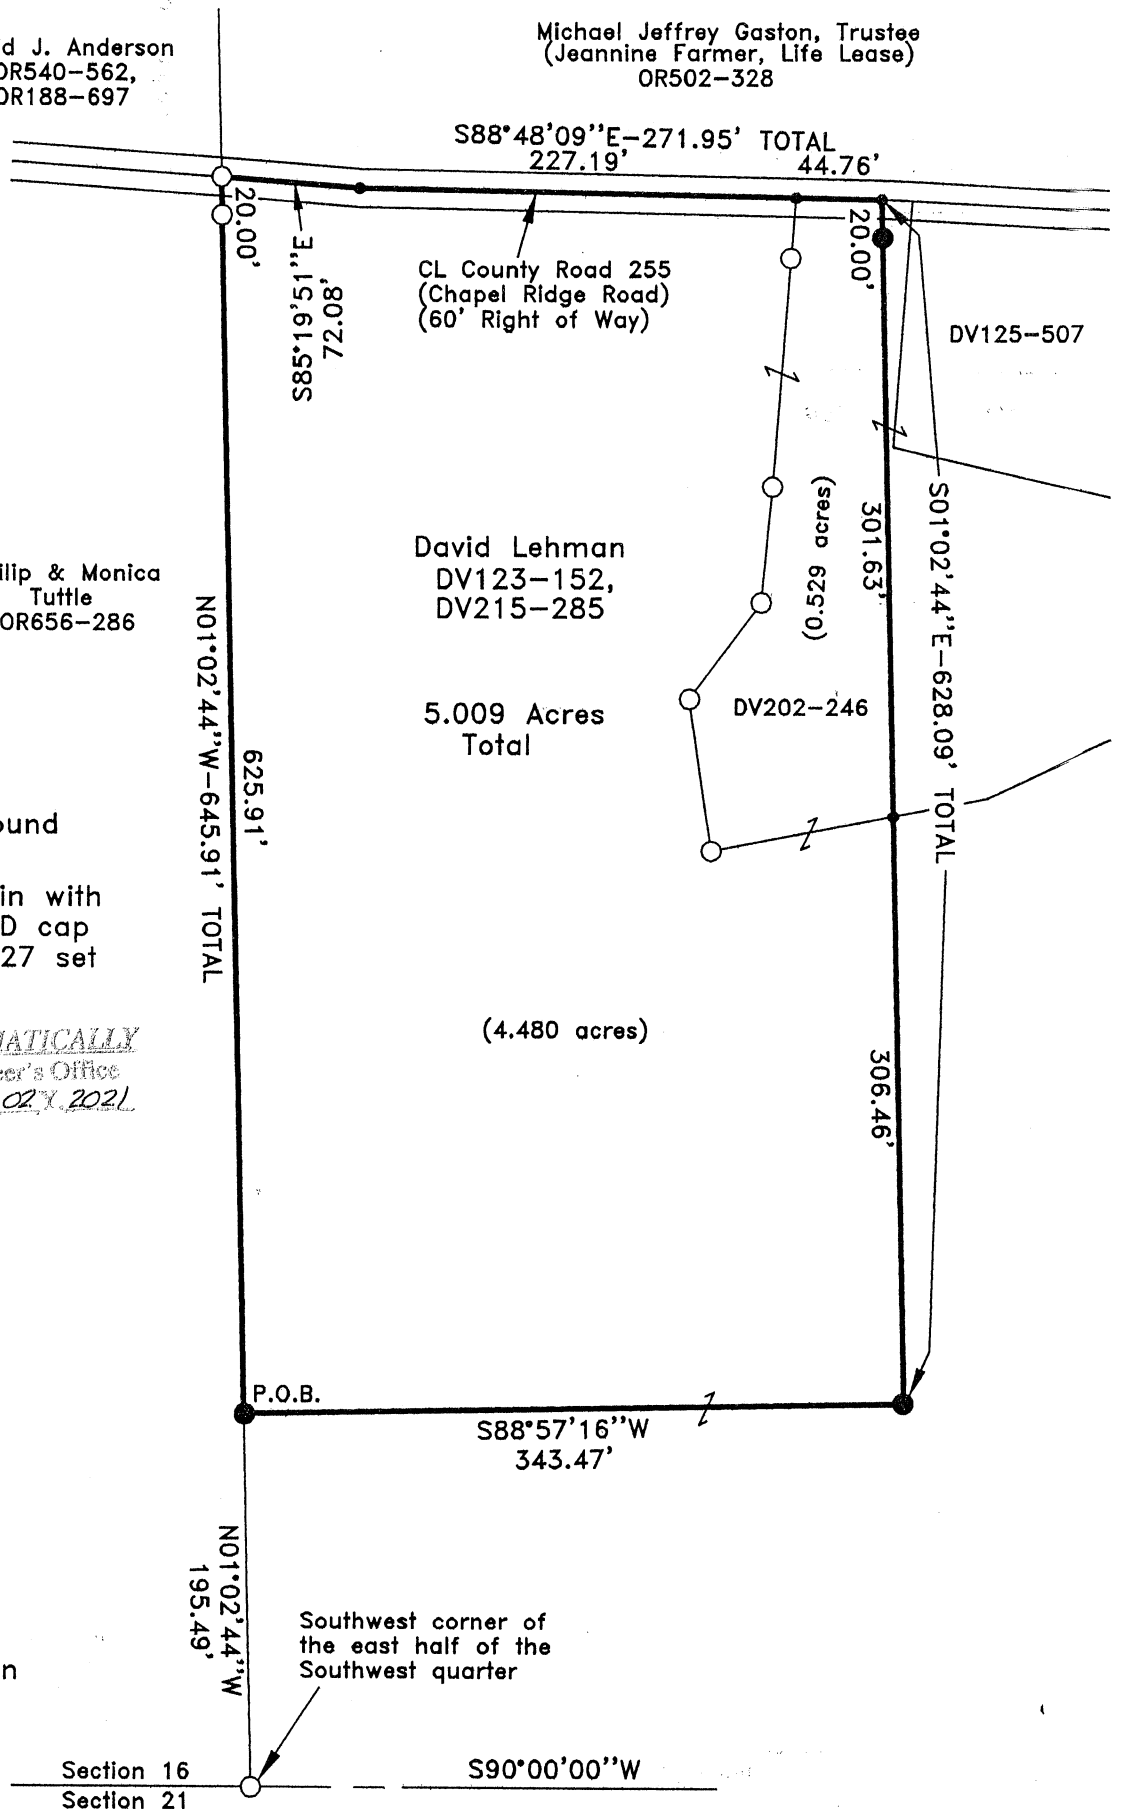 d J. Anderson
OR540-562,
OR188-697
Michael Jeffrey Gaston, Trustee
(Jeannine Farmer, Life Lease)
OR502-328
S88°48'09"E-271.95' TOTAL
227.19' 44.76'
20.00'
S85°19'51"E
72.08'
CL County Road 255
(Chapel Ridge Road)
(60' Right of Way)
20.00'
DV125-507
301.63'
S01°02'44"E-628.09' TOTAL
(0.529 acres)
David Lehman
DV123-152,
DV215-285
ilip & Monica
Tuttle
OR656-286
N01°02'44"W-645.91' TOTAL
625.91'
5.009 Acres
Total
DV202-246
ound
in with
D cap
27 set
(4.480 acres)
MATICALLY
eer's Office
02 2021
306.46'
P.O.B.
S88°57'16"W
343.47'
N01°02'44"W
195.49'
Southwest corner of
the east half of the
Southwest quarter
n
Section 16
Section 21
S90°00'00"W